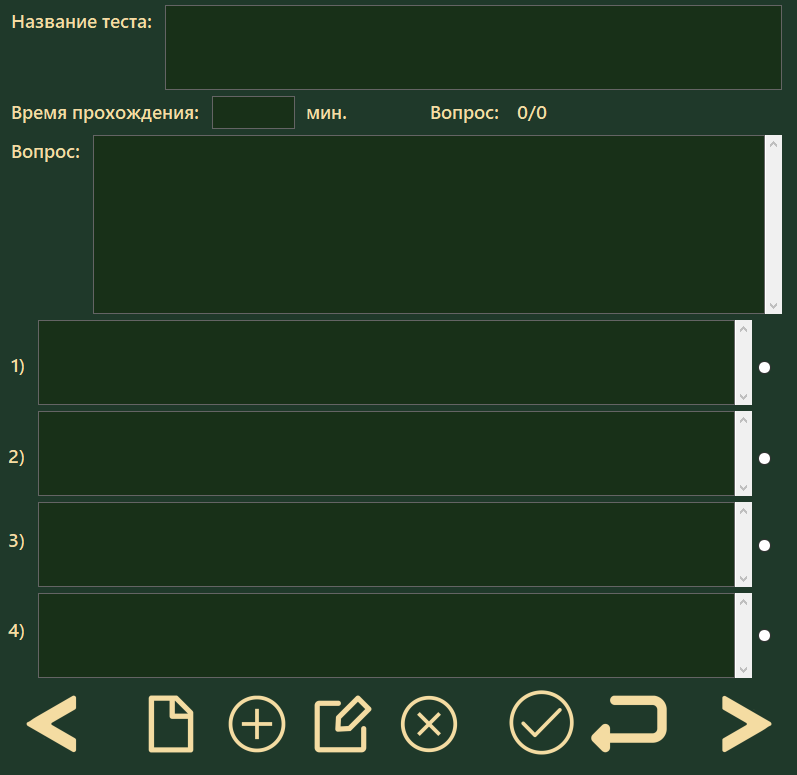 Название теста:
Время прохождения: мин. Вопрос: 0/0
Вопрос:
1)
2)
3)
4)